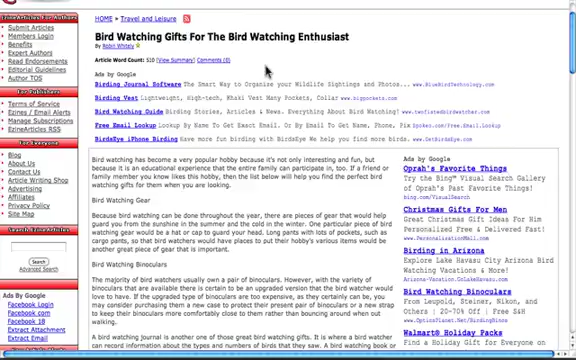 EzineArticles For Authors
Submit Articles
Members Login
Benefits
Expert Authors
Read Endorsements
Editorial Guidelines
Author TOS
For Publishers
Terms of Service
Ezines / Email Alerts
Manage Subscriptions
EzineArticles RSS
For Everyone
Blog
About Us
Contact Us
Article Writing Shop
Advertising
Affiliates
Privacy Policy
Site Map
Search EzineArticles
Search
Advanced Search
Ads By Google
Facebook Login
Facebook.com
Facebook 18
Extract Attachment
Extract Email
HOME » Travel and Leisure
Bird Watching Gifts For The Bird Watching Enthusiast
By Robin Whitely
Article Word Count: 510 [View Summary] Comments (0)
Ads by Google
Birding Journal Software The Smart Way to Organise your Wildlife Sightings and Photos... www.BlueBirdTechnology.com
Birding Vest Lightweight, High-tech, Whaki Vest Many Pockets, Collar www.bigpockets.com
Bird Watching Guide Birding Stories, Articles & News. Everything About Bird Watching! www.twofistedbirdwatcher.com
Free Email Lookup Lookup By Name To Get Exact Email. Or By Email To Get Name, Phone, Pix Spokeo.com/Free.Email.Lookup
BirdsEye iPhone Birding Have more fun birding with BirdsEye We help you find more birds. www.GetBirdsEye.com
Bird watching has become a very popular hobby because it's not only interesting and fun, but
because it is an educational experience that the entire family can participate in, too. If a friend or
family member you know likes this hobby, then the list below will help you find the perfect bird
watching gifts for them when you are looking.
Bird Watching Gear
Because bird watching can be done throughout the year, there are pieces of gear that would help
guard you from the sunshine in the summer and the cold in the winter. One particular piece of bird
watching gear would be a hat or cap to guard your head. Long pants with lots of pockets, such as
cargo pants, so that bird watchers would have places to put their hobby's various items would be
another great piece of gear that is important.
Bird Watching Binoculars
The majority of bird watchers usually own a pair of binoculars. However, with the variety of
binoculars that are available there is certain to be an upgraded version that the bird watcher would
love to have. If the upgraded type of binoculars are too expensive, as they certainly can be, you
may consider purchasing them a new case to protect their present pair of binoculars or a new strap
to keep their binoculars more comfortably close to them rather than bouncing around when out
walking.
A bird watching journal is another one of those great bird watching gifts. It is where a bird watcher
can record information about the types and numbers of birds that they saw. A bird watching book or
Ads by Google
Oprah's Favorite Things
Try the Bing™ Visual Search Gallery
of Oprah's Past Favorite Things!
bing.com/VisualSearch
Christmas Gifts For Men
Great Christmas Gift Ideas For Him
Personalized Free & Delivered Fast!
www.PersonalizationMall.com
Birding in Arizona
Explore Lake Havasu City Arizona Bird
Watching Vacations & More!
Arizona-Vacation.GoLakeHavasu.com
Bird Watching Binoculars
From Leupold, Steiner, Nikon, and
Others | 20-70% Off | Free S&H
www.OpticsPlanet.Net/BirdingBinos
Walmart® Holiday Packs
Find a Holiday Gift for Everyone